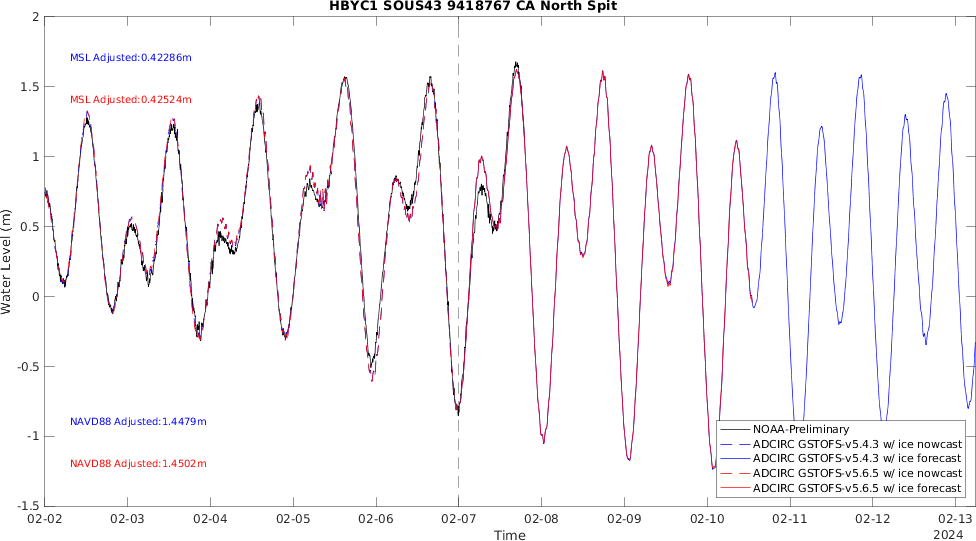 HBYC1 SOUS43 9418767 CA North Spit
2
1.5
1
0.5
0
-0.5
-1
-1.5
Water Level (m)
MSL Adjusted:0.42286m
MSL Adjusted:0.42524m
NAVD88 Adjusted:1.4479m
NAVD88 Adjusted:1.4502m
NOAA-Preliminary
ADCIRC GSTOFS-v5.4.3 w/ ice nowcast
ADCIRC GSTOFS-v5.4.3 w/ ice forecast
ADCIRC GSTOFS-v5.6.5 w/ ice nowcast
ADCIRC GSTOFS-v5.6.5 w/ ice forecast
02-02 02-03 02-04 02-05 02-06 02-07 02-08 02-09 02-10 02-11 02-12 02-13
2024
Time